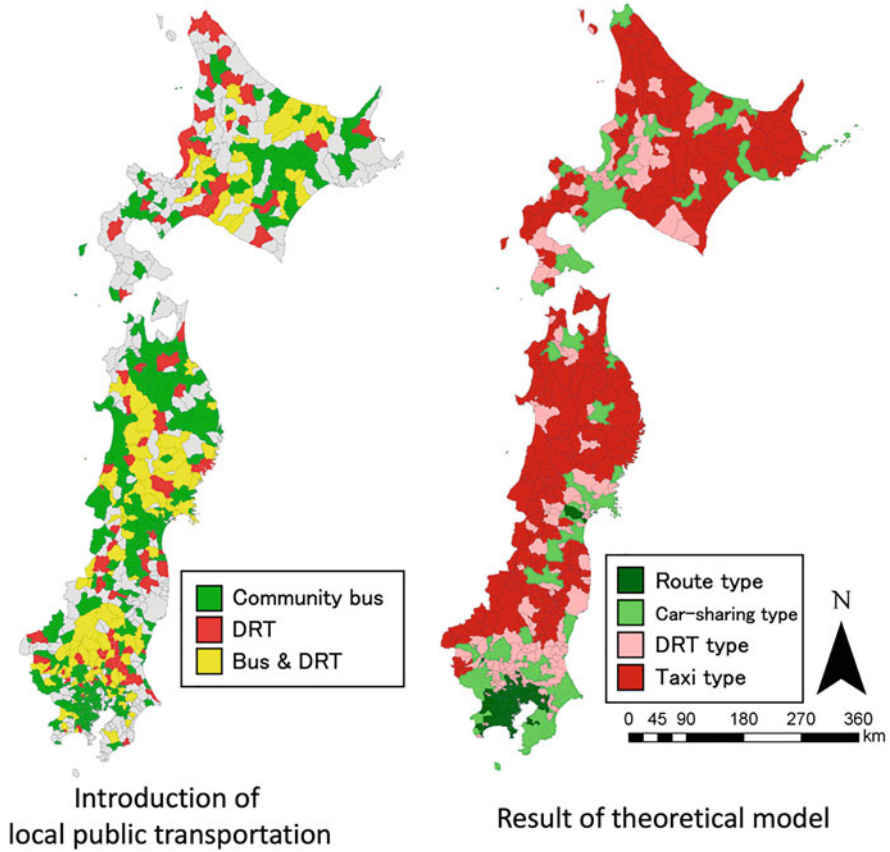 Community bus
DRT
Bus & DRT
Route type
Car-sharing type
DRT type
Taxi type
N
0 45 90 180 270 360
km
Introduction of
local public transportation
Result of theoretical model